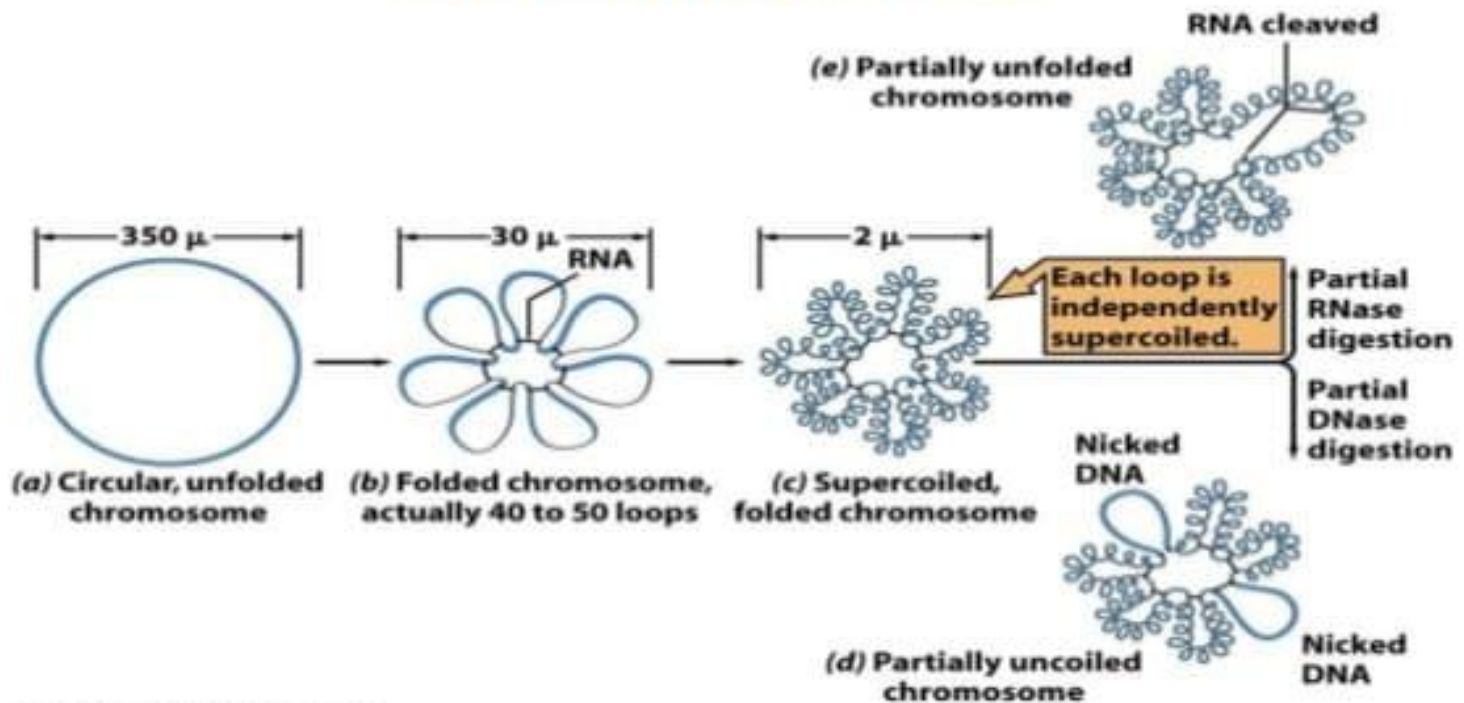 RNA cleaved
(e) Partially unfolded
chromosome
350 μ
30 μ
RNA
2 μ
Each loop is
independently
supercoiled.
Partial
RNase
digestion
Partial
DNase
digestion
(a) Circular, unfolded
chromosome
(b) Folded chromosome,
actually 40 to 50 loops
(c) Supercoiled,
folded chromosome
Nicked
DNA
Nicked
DNA
(d) Partially uncoiled
chromosome